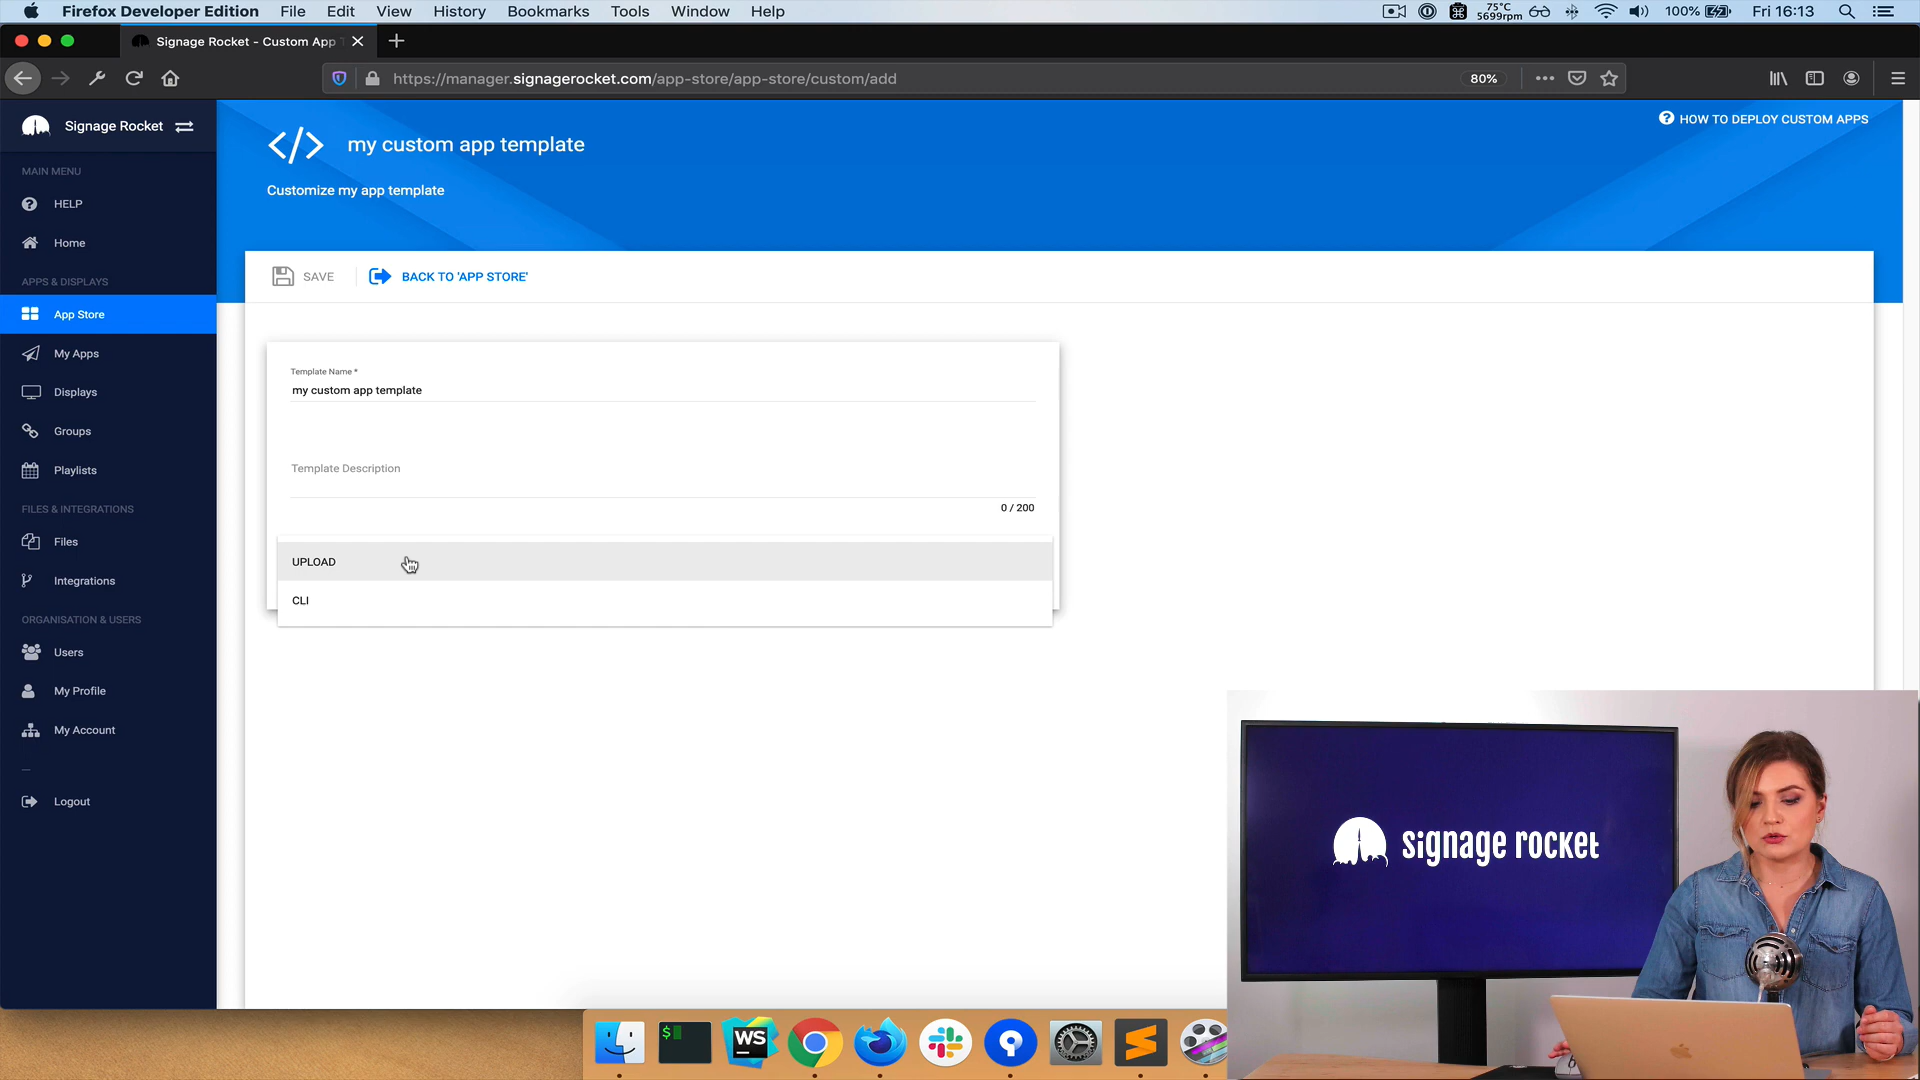 Firefox Developer Edition File Edit View History Bookmarks Tools Window Help 75°C 5699rpm 100% Fri 16:13
Signage Rocket - Custom App T
https://manager.signagerocket.com/app-store/app-store/custom/add 80%
Signage Rocket
MAIN MENU
HELP
Home
APPS & DISPLAYS
App Store
My Apps
Displays
Groups
Playlists
FILES & INTEGRATIONS
Files
Integrations
ORGANISATION & USERS
Users
My Profile
My Account
Logout
HOW TO DEPLOY CUSTOM APPS
</> my custom app template
Customize my app template
SAVE BACK TO 'APP STORE'
Template Name *
my custom app template
Template Description
0 / 200
UPLOAD
CLI
signage rocket
$
WS